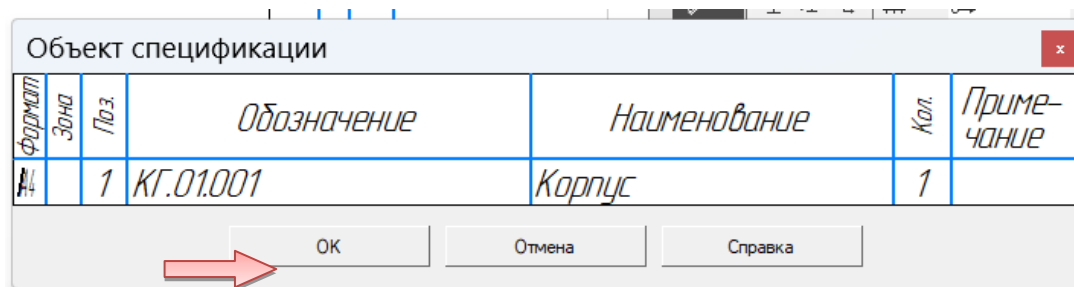 Объект спецификации
Формат Зона Поз. Обозначение Наименование Кол. Приме-
чание
А4 1 КГ.01.001 Корпус 1
ОК Отмена Справка